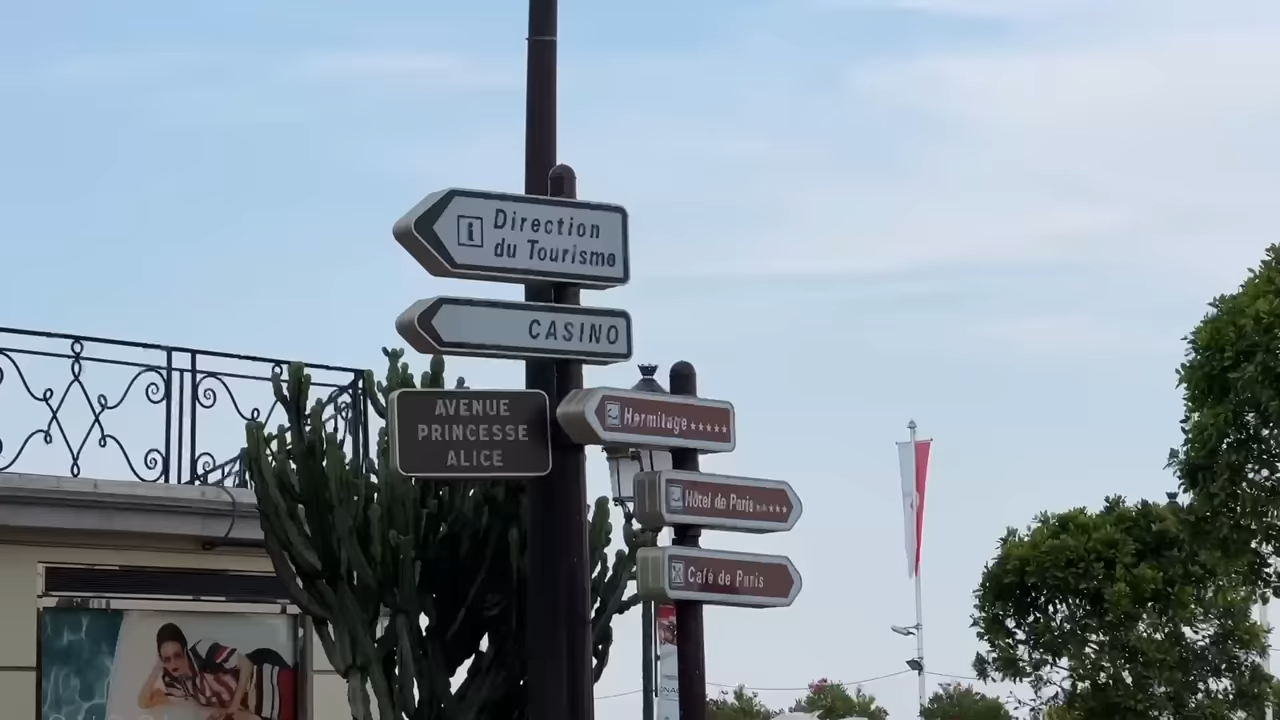 i
Direction
du Tourisme
CASINO
AVENUE
PRINCESSE
ALICE
Hermitage *****
Hôtel de Paris *****
Café de Paris